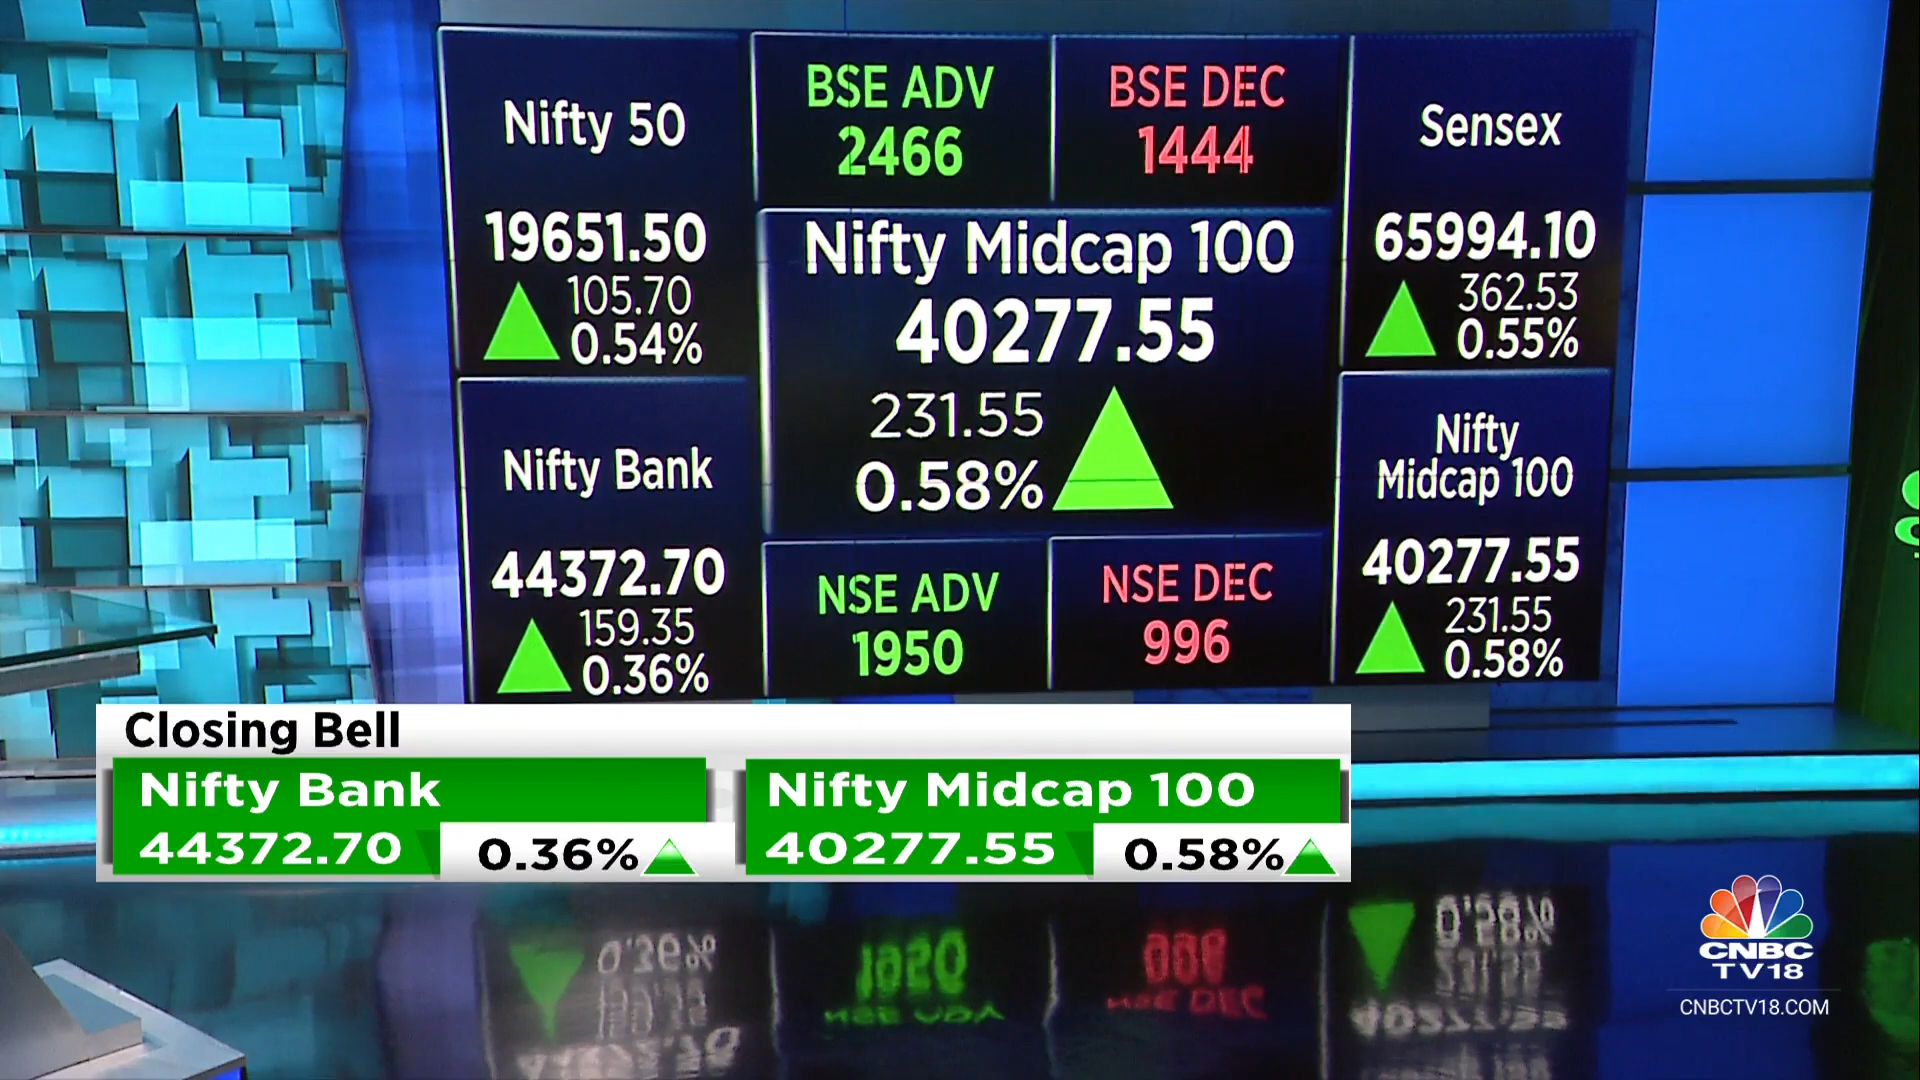 Nifty 50
19651.50
105.70
0.54%
BSE ADV
2466
BSE DEC
1444
Sensex
65994.10
362.53
0.55%
Nifty Midcap 100
40277.55
231.55
0.58%
Nifty Bank
44372.70
159.35
0.36%
NSE ADV
1950
NSE DEC
996
Nifty
Midcap 100
40277.55
231.55
0.58%
Closing Bell
Nifty Bank
44372.70
0.36%
Nifty Midcap 100
40277.55
0.58%
CNBC
TV18
CNBCTV18.COM